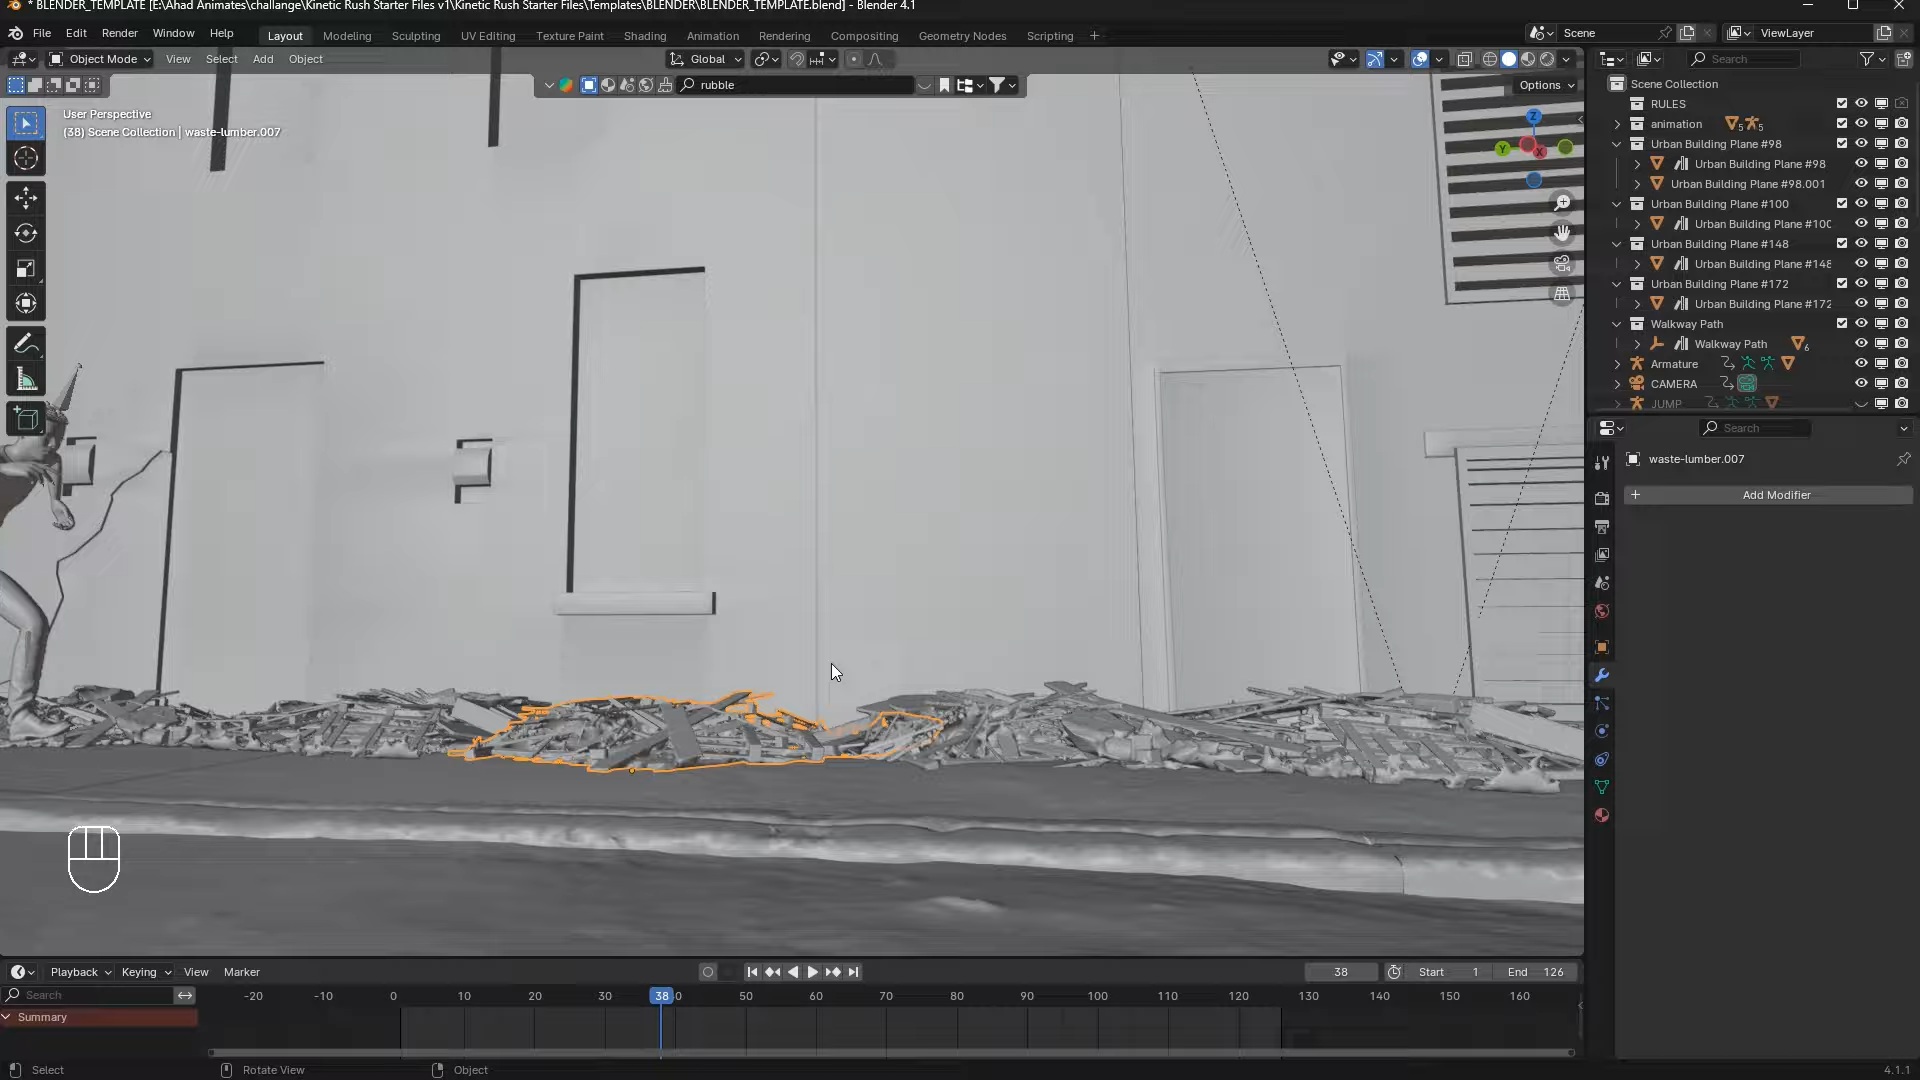 * BLENDER_TEMPLATE [E:\Ahad Animates\challange\Kinetic Rush Starter Files v1\Kinetic Rush Starter Files\Templates\BLENDER\BLENDER_TEMPLATE.blend] - Blender 4.1
File Edit Render Window Help Layout Modeling Sculpting UV Editing Texture Paint Shading Animation Rendering Compositing Geometry Nodes Scripting + Scene ViewLayer
Object Mode View Select Add Object Global Search
rubble Options
Scene Collection
RULES
animation 5 5
Urban Building Plane #98
Urban Building Plane #98
Urban Building Plane #98.001
Urban Building Plane #100
Urban Building Plane #100
Urban Building Plane #148
Urban Building Plane #148
Urban Building Plane #172
Urban Building Plane #172
Walkway Path
Walkway Path 6
Armature
CAMERA
JUMP
User Perspective
(38) Scene Collection | waste-lumber.007
Z
Y
X
Search
waste-lumber.007
+ Add Modifier
Playback Keying View Marker 38 Start 1 End 126
Search -20 -10 0 10 20 30 38 0 50 60 70 80 90 100 110 120 130 140 150 160
Summary
Select Rotate View Object 4.1.1